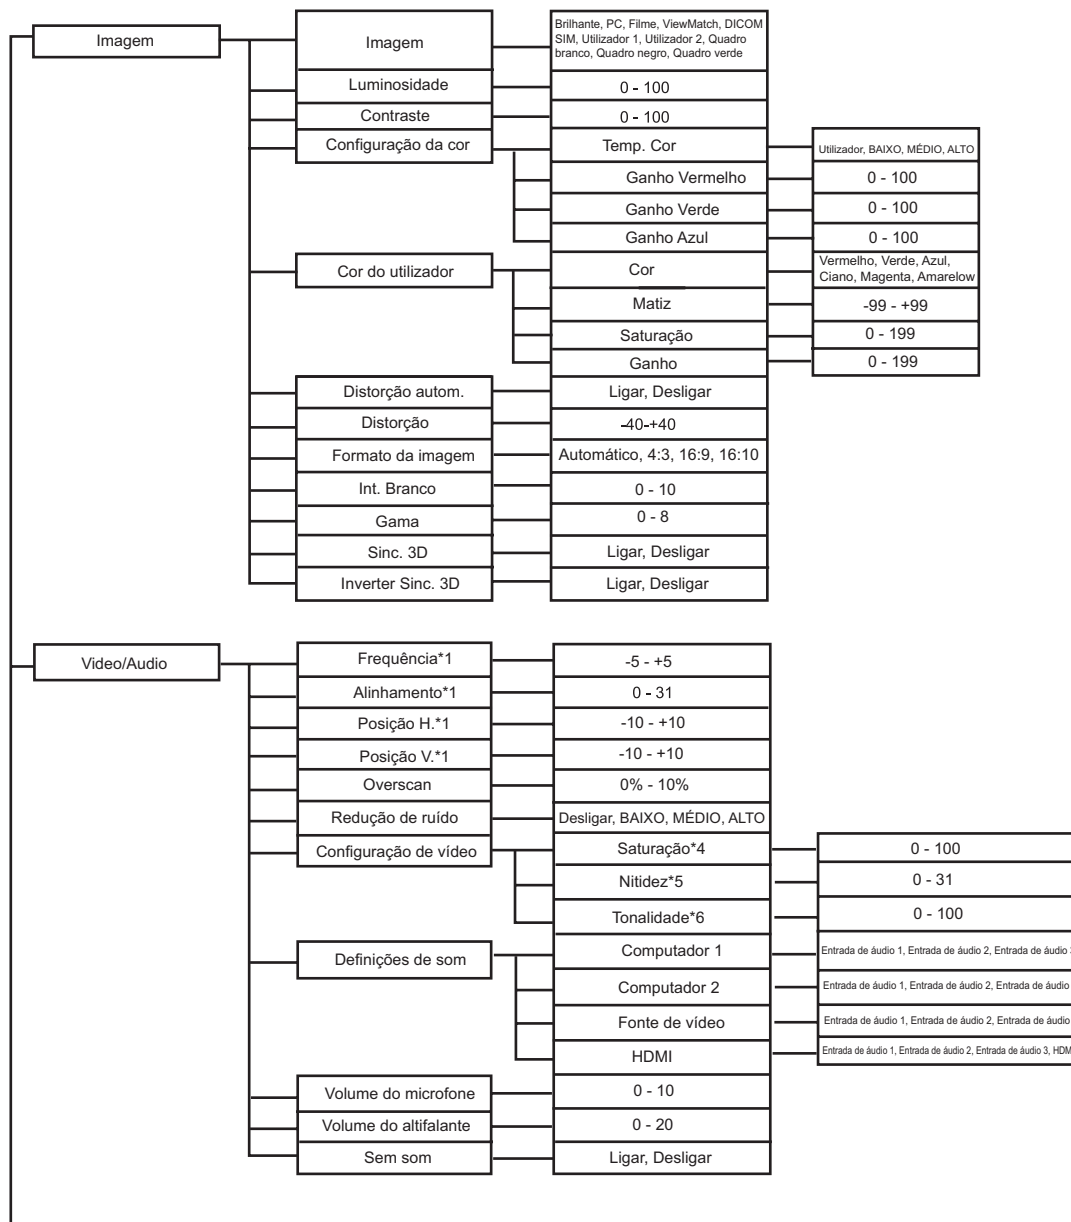 Imagem
Imagem
Brilhante, PC, Filme, ViewMatch, DICOM
SIM, Utilizador 1, Utilizador 2, Quadro
branco, Quadro negro, Quadro verde
Luminosidade
0 - 100
Contraste
0 - 100
Configuração da cor
Temp. Cor
Utilizador, BAIXO, MÉDIO, ALTO
Ganho Vermelho
0 - 100
Ganho Verde
0 - 100
Ganho Azul
0 - 100
Cor do utilizador
Cor
Vermelho, Verde, Azul,
Ciano, Magenta, Amarelow
Matiz
-99 - +99
Saturação
0 - 199
Ganho
0 - 199
Distorção autom.
Ligar, Desligar
Distorção
-40-+40
Formato da imagem
Automático, 4:3, 16:9, 16:10
Int. Branco
0 - 10
Gama
0 - 8
Sinc. 3D
Ligar, Desligar
Inverter Sinc. 3D
Ligar, Desligar
Video/Audio
Frequência*1
-5 - +5
Alinhamento*1
0 - 31
Posição H.*1
-10 - +10
Posição V.*1
-10 - +10
Overscan
0% - 10%
Redução de ruído
Desligar, BAIXO, MÉDIO, ALTO
Configuração de vídeo
Saturação*4
0 - 100
Nitidez*5
0 - 31
Tonalidade*6
0 - 100
Definições de som
Computador 1
Entrada de áudio 1, Entrada de áudio 2, Entrada de áudio 3
Computador 2
Entrada de áudio 1, Entrada de áudio 2, Entrada de áudio
Fonte de vídeo
Entrada de áudio 1, Entrada de áudio 2, Entrada de áudio
HDMI
Entrada de áudio 1, Entrada de áudio 2, Entrada de áudio 3, HDM
Volume do microfone
0 - 10
Volume do altifalante
0 - 20
Sem som
Ligar, Desligar